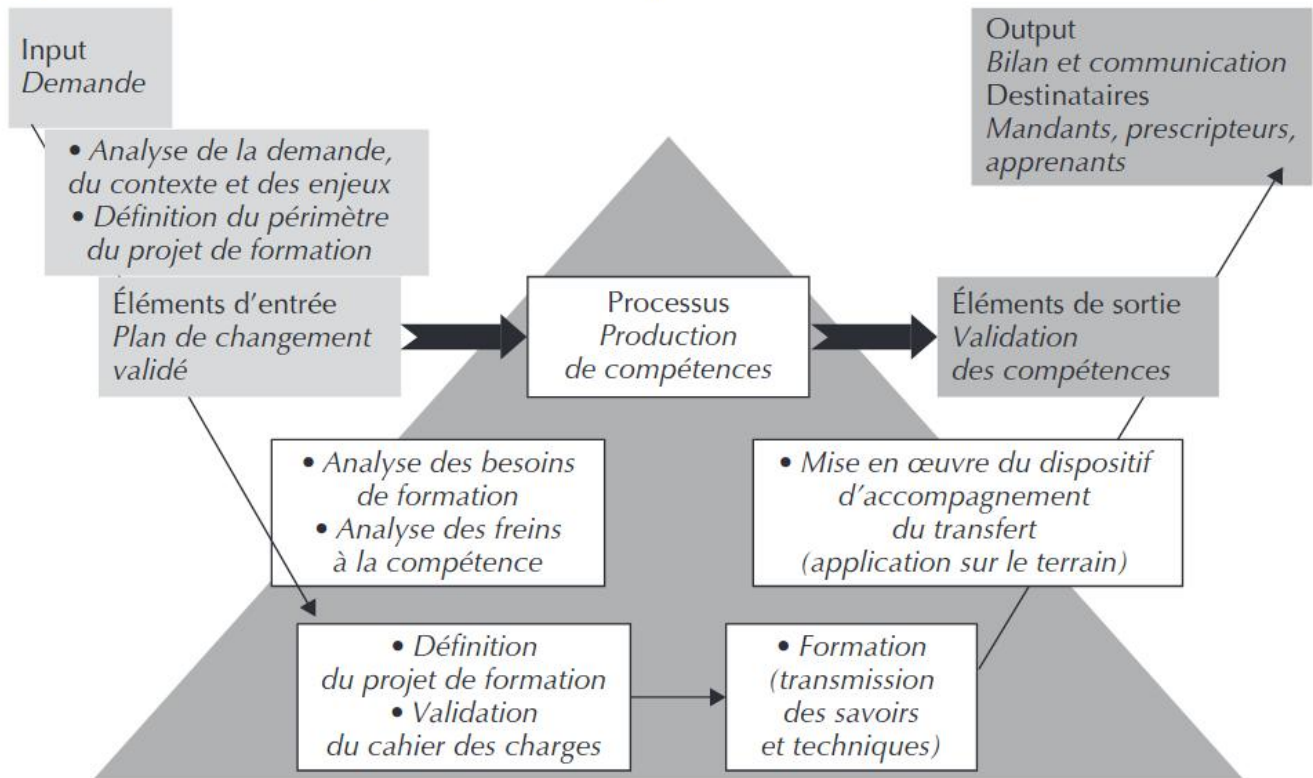 Input
Demande
• Analyse de la demande,
du contexte et des enjeux
• Définition du périmètre
du projet de formation
Éléments d'entrée
Plan de changement
validé
Processus
Production
de compétences
Éléments de sortie
Validation
des compétences
Output
Bilan et communication
Destinataires
Mandants, prescripteurs,
apprenants
• Analyse des besoins
de formation
• Analyse des freins
à la compétence
• Mise en œuvre du dispositif
d'accompagnement
du transfert
(application sur le terrain)
• Définition
du projet de formation
• Validation
du cahier des charges
• Formation
(transmission
des savoirs
et techniques)